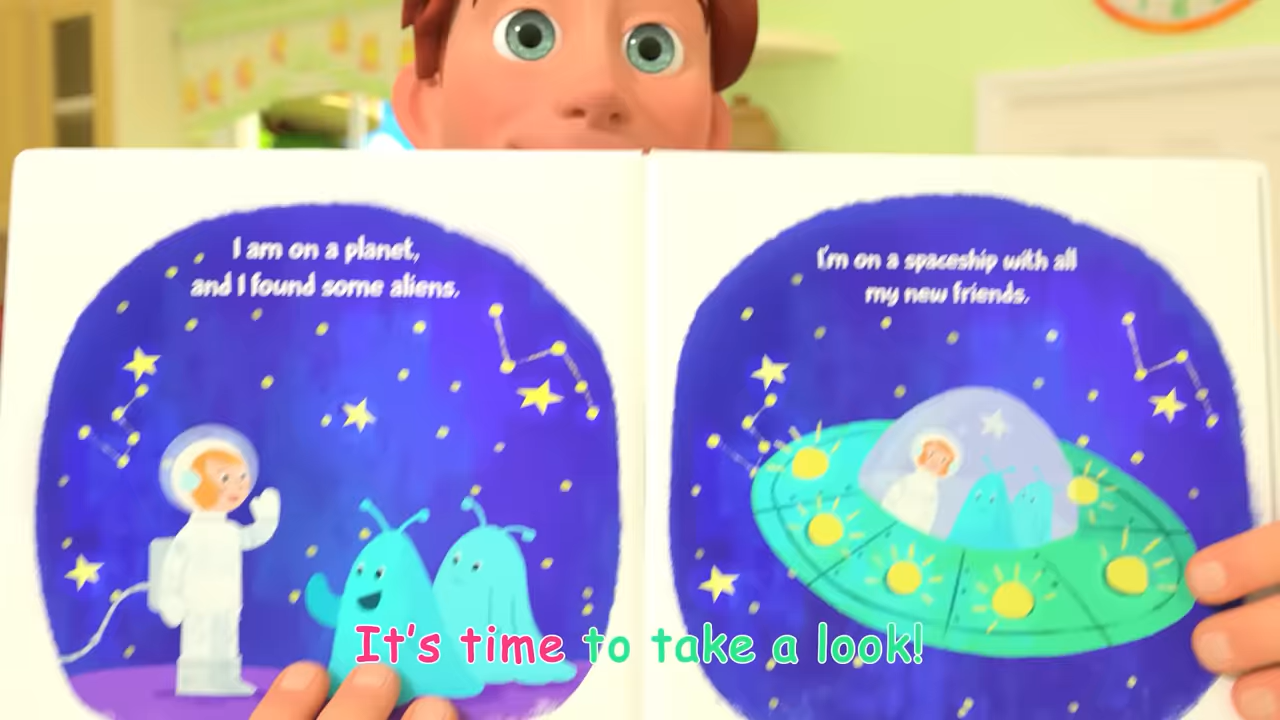 I am on a planet,
and I found some aliens.
I'm on a spaceship with all
my new friends.
It's time to take a look!